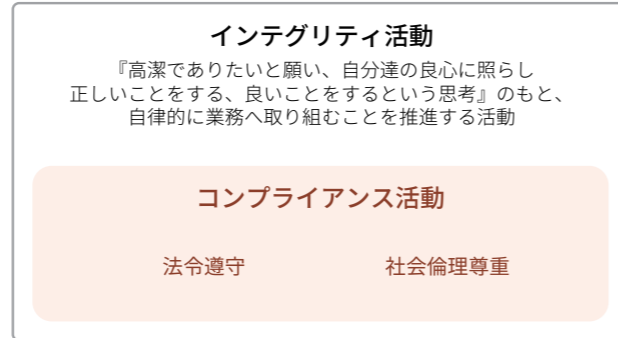 インテグリティ活動
『高潔でありたいと願い、自分達の良心に照らし
正しいことをする、良いことをするという思考』のもと、
自律的に業務へ取り組むことを推進する活動
コンプライアンス活動
法令遵守 社会倫理尊重